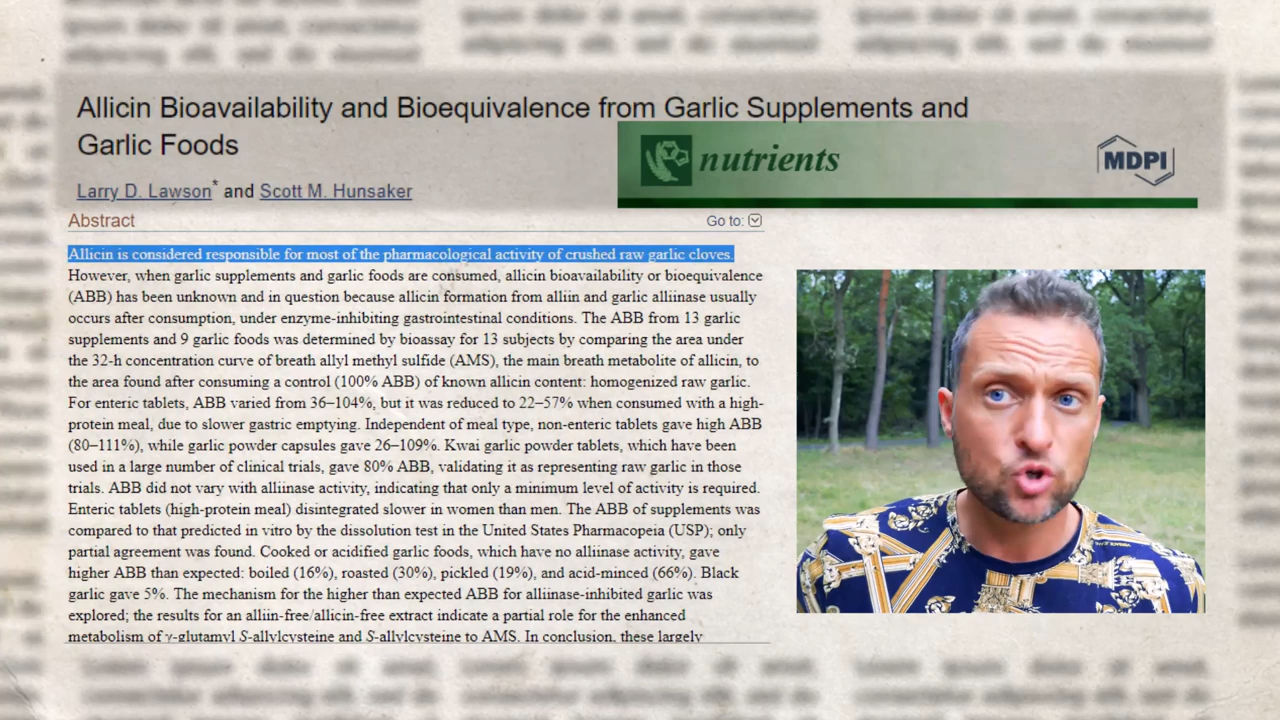 Allicin Bioavailability and Bioequivalence from Garlic Supplements and
Garlic Foods
nutrients
MDPI
Larry D. Lawson* and Scott M. Hunsaker
Abstract
Go to:
Allicin is considered responsible for most of the pharmacological activity of crushed raw garlic cloves.
However, when garlic supplements and garlic foods are consumed, allicin bioavailability or bioequivalence
(ABB) has been unknown and in question because allicin formation from alliin and garlic alliinase usually
occurs after consumption, under enzyme-inhibiting gastrointestinal conditions. The ABB from 13 garlic
supplements and 9 garlic foods was determined by bioassay for 13 subjects by comparing the area under
the 32-h concentration curve of breath allyl methyl sulfide (AMS), the main breath metabolite of allicin, to
the area found after consuming a control (100% ABB) of known allicin content: homogenized raw garlic.
For enteric tablets, ABB varied from 36–104%, but it was reduced to 22–57% when consumed with a high-
protein meal, due to slower gastric emptying. Independent of meal type, non-enteric tablets gave high ABB
(80–111%), while garlic powder capsules gave 26–109%. Kwai garlic powder tablets, which have been
used in a large number of clinical trials, gave 80% ABB, validating it as representing raw garlic in those
trials. ABB did not vary with alliinase activity, indicating that only a minimum level of activity is required.
Enteric tablets (high-protein meal) disintegrated slower in women than men. The ABB of supplements was
compared to that predicted in vitro by the dissolution test in the United States Pharmacopeia (USP); only
partial agreement was found. Cooked or acidified garlic foods, which have no alliinase activity, gave
higher ABB than expected: boiled (16%), roasted (30%), pickled (19%), and acid-minced (66%). Black
garlic gave 5%. The mechanism for the higher than expected ABB for alliinase-inhibited garlic was
explored; the results for an alliin-free/allicin-free extract indicate a partial role for the enhanced
metabolism of γ-glutamyl S-allylcysteine and S-allylcysteine to AMS. In conclusion, these largely